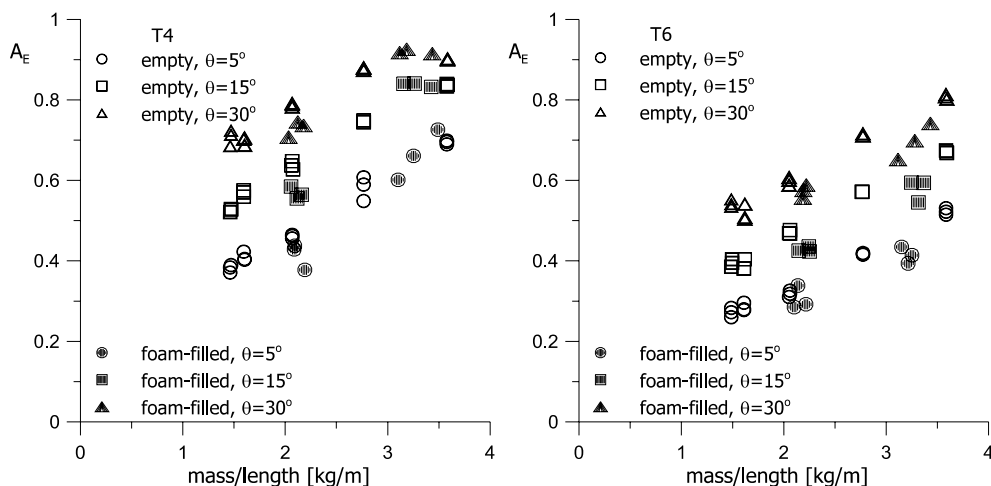 1
T4
A_E
empty, θ=5°
empty, θ=15°
empty, θ=30°
0.8
0.6
0.4
0.2
foam-filled, θ=5°
foam-filled, θ=15°
foam-filled, θ=30°
0
0 1 2 3 4
mass/length [kg/m]
1
T6
A_E
empty, θ=5°
empty, θ=15°
empty, θ=30°
0.8
0.6
0.4
0.2
foam-filled, θ=5°
foam-filled, θ=15°
foam-filled, θ=30°
0
0 1 2 3 4
mass/length [kg/m]